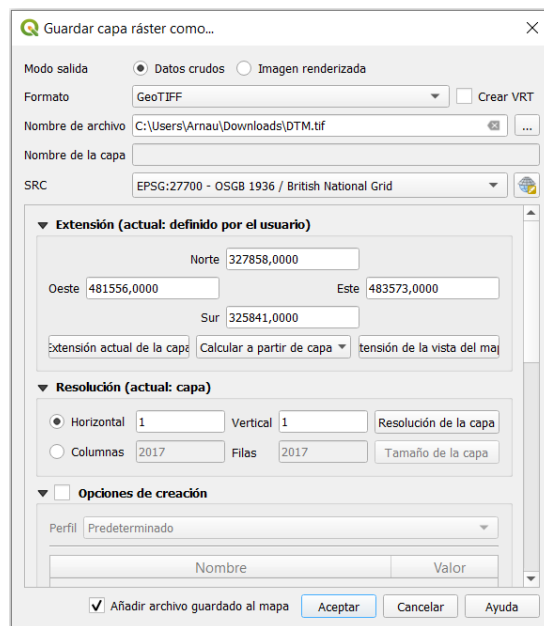 Guardar capa ráster como...
Modo salida Datos crudos Imagen renderizada
Formato GeoTIFF Crear VRT
Nombre de archivo C:\Users\Arnau\Downloads\DTM.tif ...
Nombre de la capa
SRC EPSG:27700 - OSGB 1936 / British National Grid
Extensión (actual: definido por el usuario)
Norte 327858,0000
Oeste 481556,0000 Este 483573,0000
Sur 325841,0000
Extensión actual de la capa Calcular a partir de capa tensión de la vista del map
Resolución (actual: capa)
Horizontal 1 Vertical 1 Resolución de la capa
Columnas 2017 Filas 2017 Tamaño de la capa
Opciones de creación
Perfil Predeterminado
Nombre Valor
Añadir archivo guardado al mapa Aceptar Cancelar Ayuda